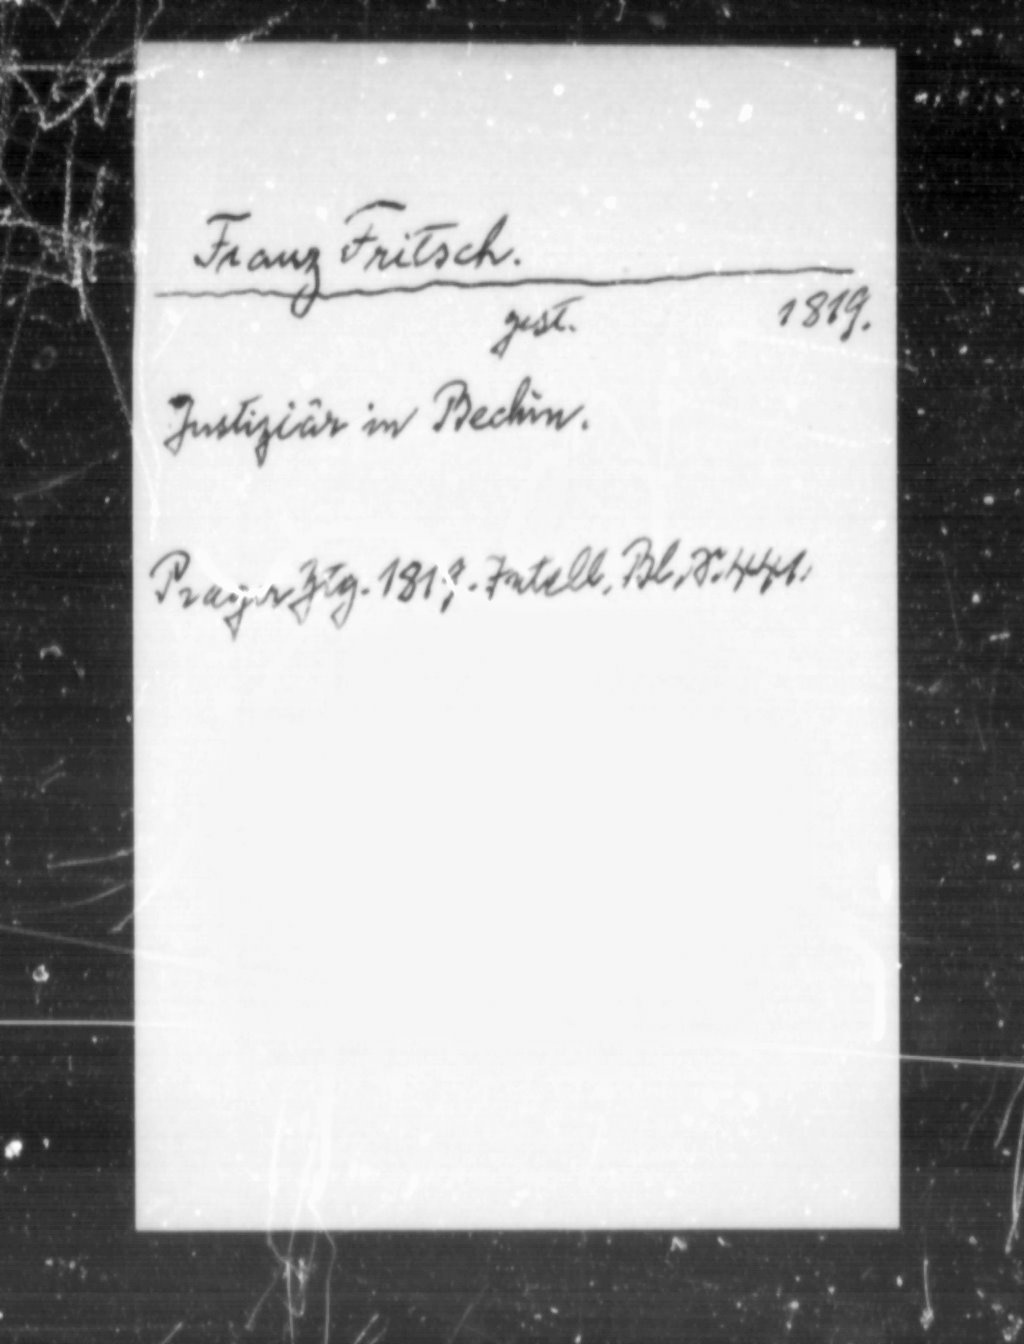 Franz Fritsch.
gest. 1819.
Justiziär in Bechin.
Prager Ztg. 1819. Intell. Bl. S. 441.